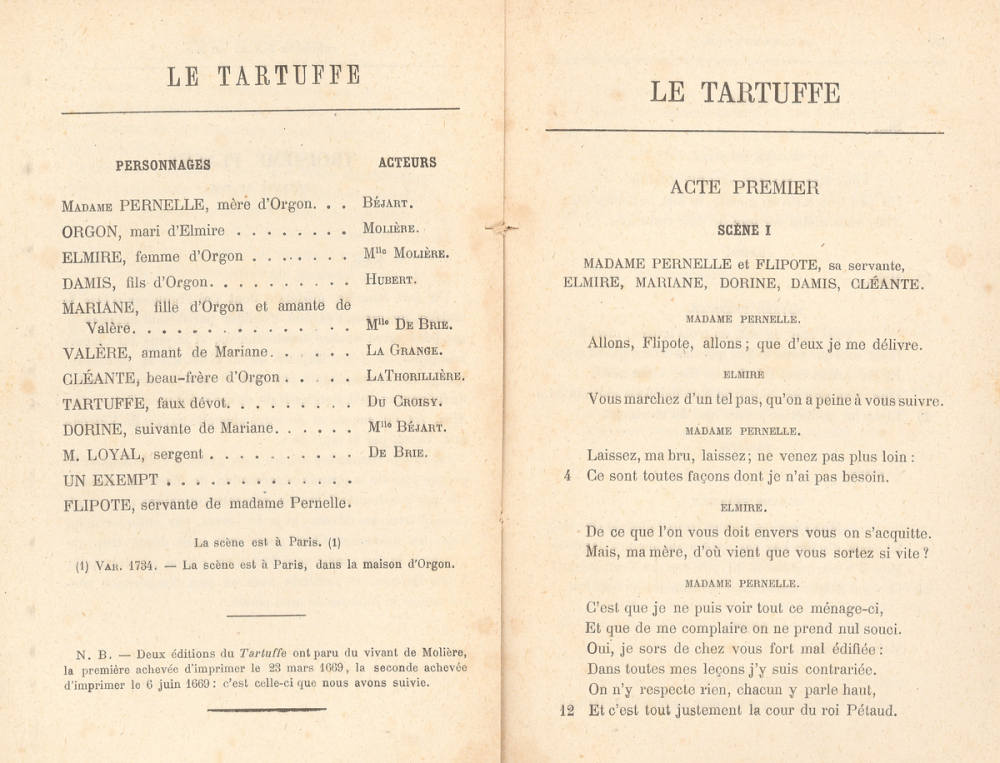 LE TARTUFFE
PERSONNAGES ACTEURS
MADAME PERNELLE, mère d'Orgon. . . BÉJART.
ORGON, mari d'Elmire . . . . . . . . MOLIÈRE.
ELMIRE, femme d'Orgon . . . . . . . Mlle MOLIÈRE.
DAMIS, fils d'Orgon. . . . . . . . . . HUBERT.
MARIANE, fille d'Orgon et amante de
Valère. . . . . . . . . . . . . . . Mlle DE BRIE.
VALÈRE, amant de Mariane. . . . . . LA GRANGE.
CLÉANTE, beau-frère d'Orgon . . . . . LATHORILLIÈRE.
TARTUFFE, faux dévot. . . . . . . . . DU CROISY.
DORINE, suivante de Mariane. . . . . . Mlle BÉJART.
M. LOYAL, sergent . . . . . . . . . . DE BRIE.
UN EXEMPT . . . . . . . . . . . . .
FLIPOTE, servante de madame Pernelle.
La scène est à Paris. (1)
(1) VAR. 1734. — La scène est à Paris, dans la maison d'Orgon.
N. B. — Deux éditions du Tartuffe ont paru du vivant de Molière,
la première achevée d'imprimer le 23 mars 1669, la seconde achevée
d'imprimer le 6 juin 1669 : c'est celle-ci que nous avons suivie.
LE TARTUFFE
ACTE PREMIER
SCÈNE I
MADAME PERNELLE et FLIPOTE, sa servante,
ELMIRE, MARIANE, DORINE, DAMIS, CLÉANTE.
MADAME PERNELLE.
Allons, Flipote, allons ; que d'eux je me délivre.
ELMIRE
Vous marchez d'un tel pas, qu'on a peine à vous suivre.
MADAME PERNELLE.
Laissez, ma bru, laissez ; ne venez pas plus loin :
4 Ce sont toutes façons dont je n'ai pas besoin.
ELMIRE.
De ce que l'on vous doit envers vous on s'acquitte.
Mais, ma mère, d'où vient que vous sortez si vite ?
MADAME PERNELLE.
C'est que je ne puis voir tout ce ménage-ci,
Et que de me complaire on ne prend nul souci.
Oui, je sors de chez vous fort mal édifiée :
Dans toutes mes leçons j'y suis contrariée.
On n'y respecte rien, chacun y parle haut,
12 Et c'est tout justement la cour du roi Pétaud.